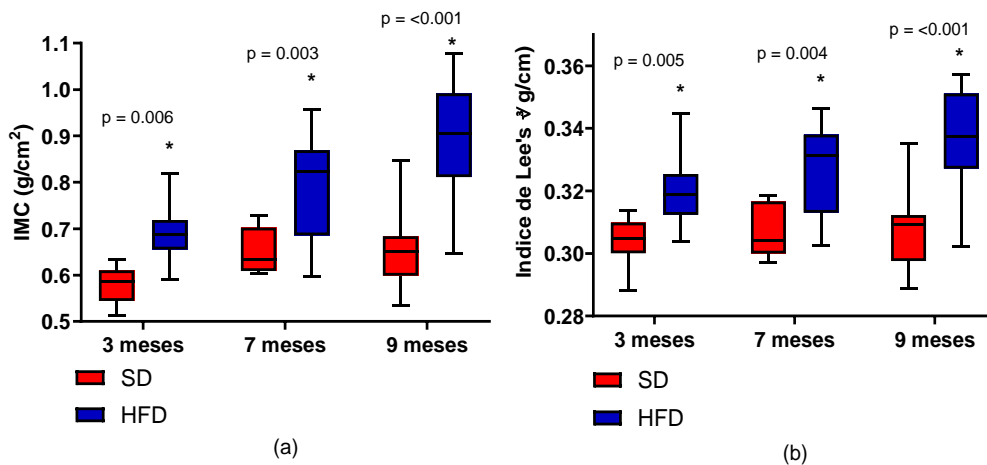 p = 0.006
p = 0.003
p = <0.001
*
*
*
IMC (g/cm²)
1.1
1.0
0.9
0.8
0.7
0.6
0.5
3 meses
7 meses
9 meses
SD
HFD
(a)
p = 0.005
p = 0.004
p = <0.001
*
*
*
Indice de Lee's ∛ g/cm)
0.36
0.34
0.32
0.30
0.28
3 meses
7 meses
9 meses
SD
HFD
(b)